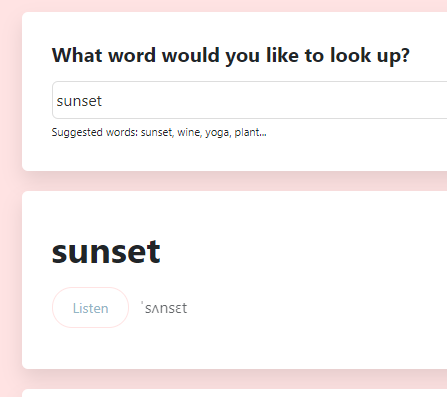 What word would you like to look up?
sunset
Suggested words: sunset, wine, yoga, plant...
sunset
Listen ˈsʌnsɛt